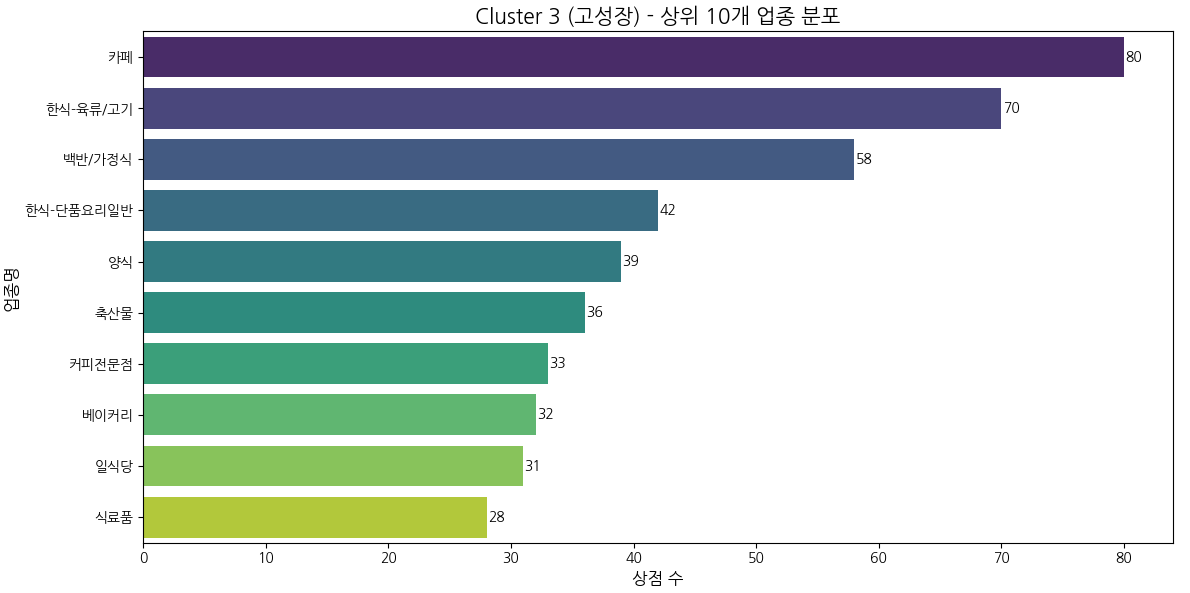 Cluster 3 (고성장) - 상위 10개 업종 분포
업종명
카페 80
한식-육류/고기 70
백반/가정식 58
한식-단품요리일반 42
양식 39
축산물 36
커피전문점 33
베이커리 32
일식당 31
식료품 28
0 10 20 30 40 50 60 70 80
상점 수